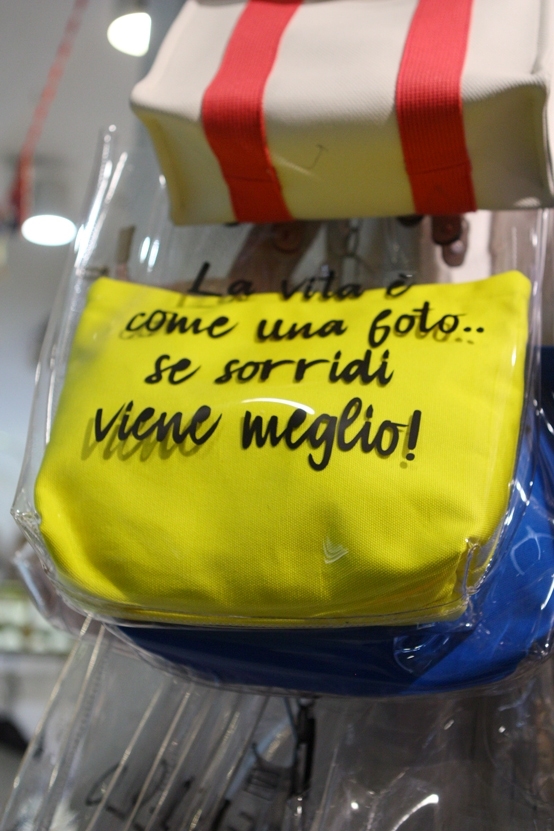 La vita è
come una foto..
se sorridi
viene meglio!